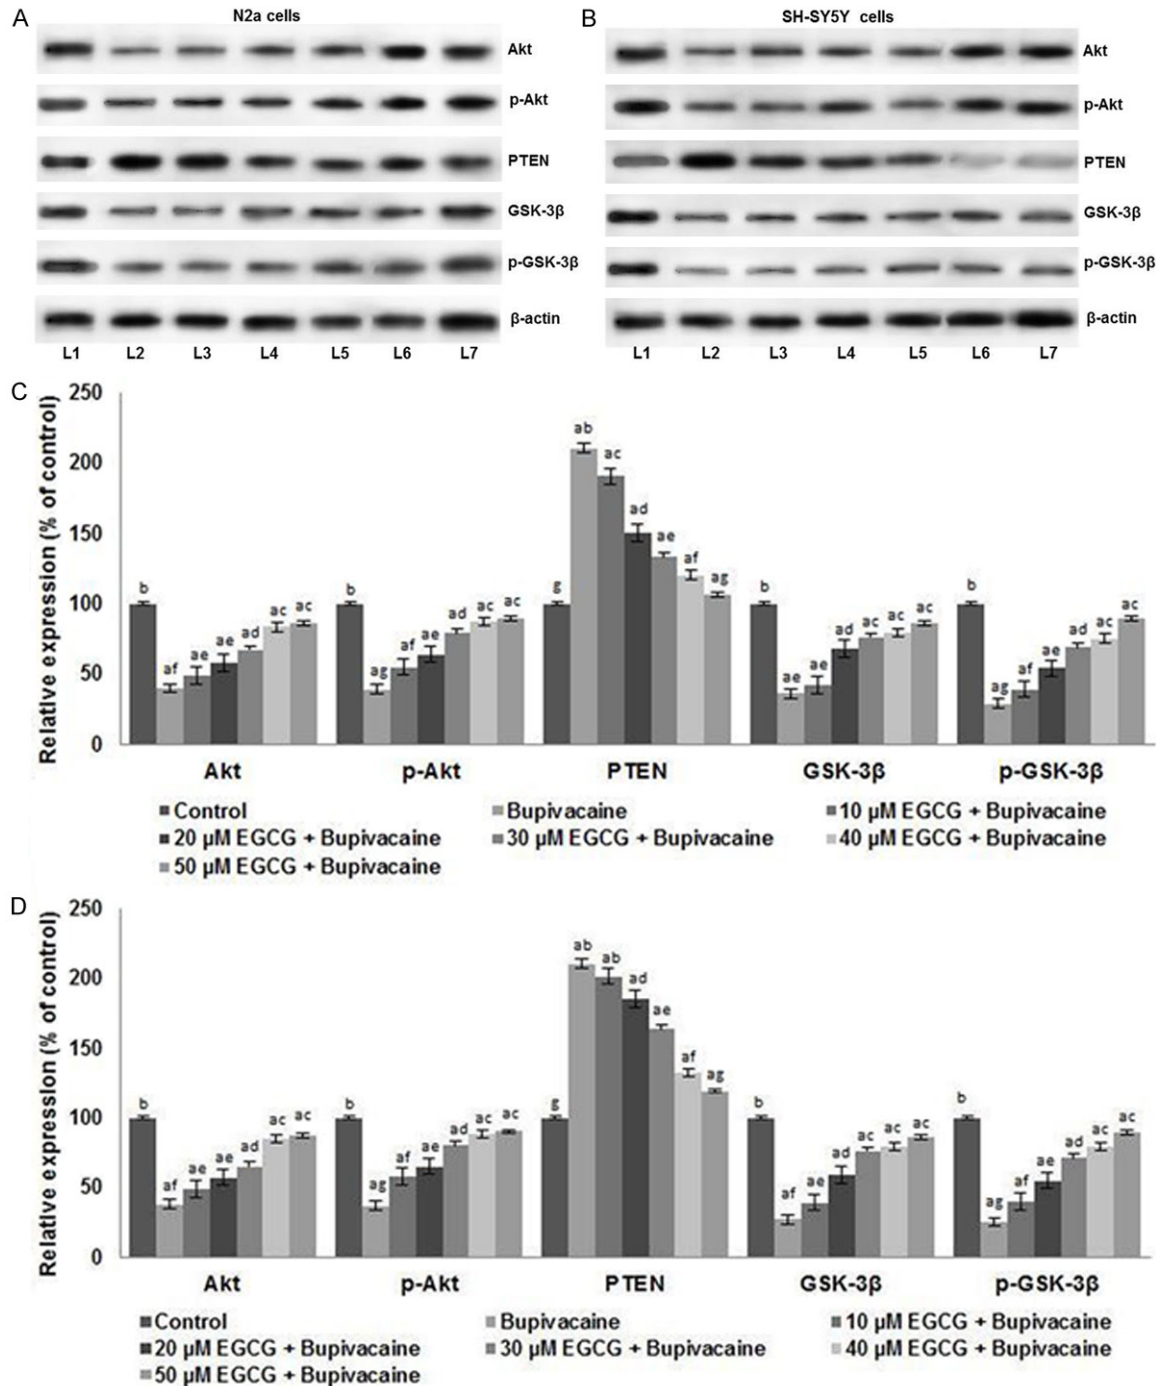 A N2a cells
Akt
p-Akt
PTEN
GSK-3β
p-GSK-3β
β-actin
L1 L2 L3 L4 L5 L6 L7
B SH-SY5Y cells
Akt
p-Akt
PTEN
GSK-3β
p-GSK-3β
β-actin
L1 L2 L3 L4 L5 L6 L7
C
Relative expression (% of control)
250
200
150
100
50
0
b af ae ae ad ac ac
b ag af ae ad ac ac
g ab ac ad ae af ag
b ae ae ad ac ac ac
b ag af ae ad ac ac
Akt p-Akt PTEN GSK-3β p-GSK-3β
Control Bupivacaine 10 µM EGCG + Bupivacaine
20 µM EGCG + Bupivacaine 30 µM EGCG + Bupivacaine 40 µM EGCG + Bupivacaine
50 µM EGCG + Bupivacaine
D
Relative expression (% of control)
250
200
150
100
50
0
b af ae ae ad ac ac
b ag af ae ad ac ac
g ab ab ad ae af ag
b af ae ad ac ac ac
b ag af ae ad ac ac
Akt p-Akt PTEN GSK-3β p-GSK-3β
Control Bupivacaine 10 µM EGCG + Bupivacaine
20 µM EGCG + Bupivacaine 30 µM EGCG + Bupivacaine 40 µM EGCG + Bupivacaine
50 µM EGCG + Bupivacaine